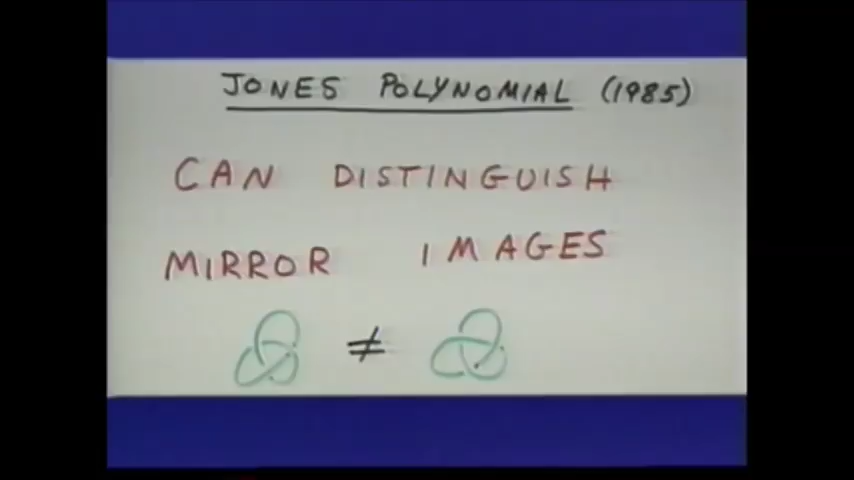 JONES POLYNOMIAL (1985)
CAN DISTINGUISH
MIRROR IMAGES
≠